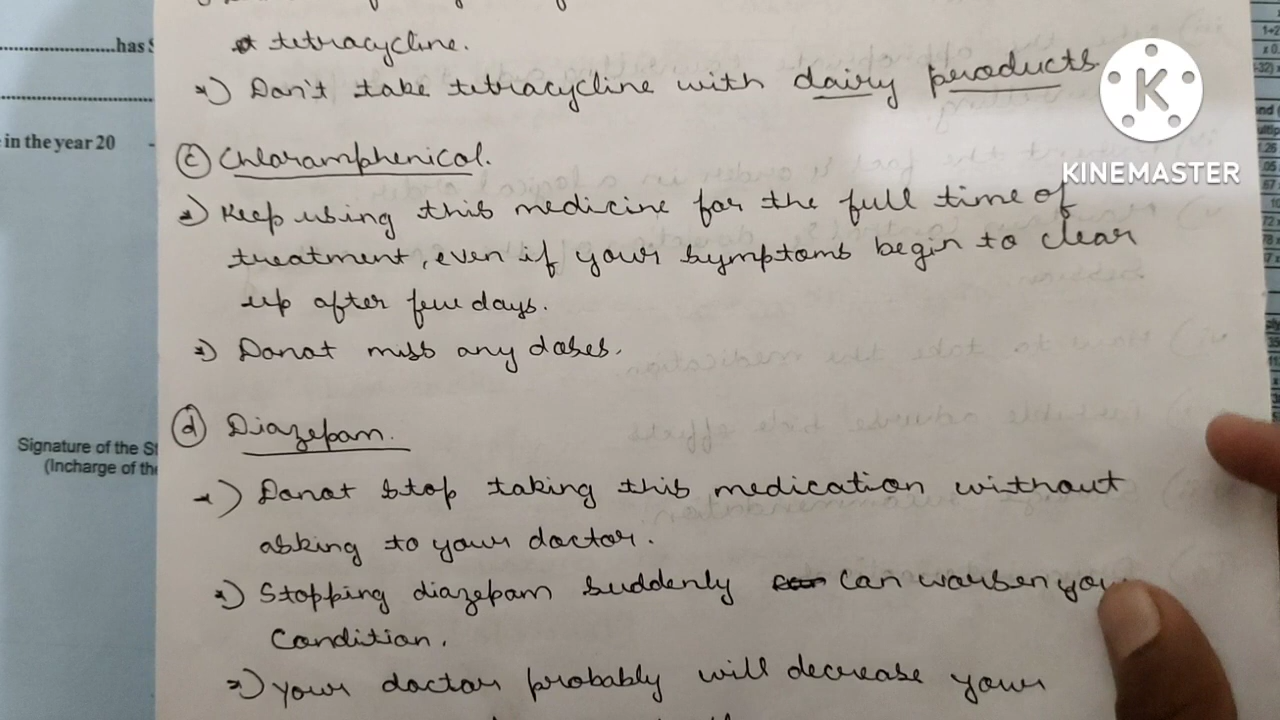 tetracycline.
Don't take tetracycline with dairy products
has S
in the year 20
K
KINEMASTER
c Chloramphenical.
Keep using this medicine for the full time of
treatment, even if your symptoms begin to clear
up after few days.
Donot miss any doses.
d Diazepam.
Signature of the St
(Incharge of the
Donot stop taking this medication without
asking to your doctor.
Stopping diazepam suddenly can worsen you
Condition.
Your doctor probably will decrease your